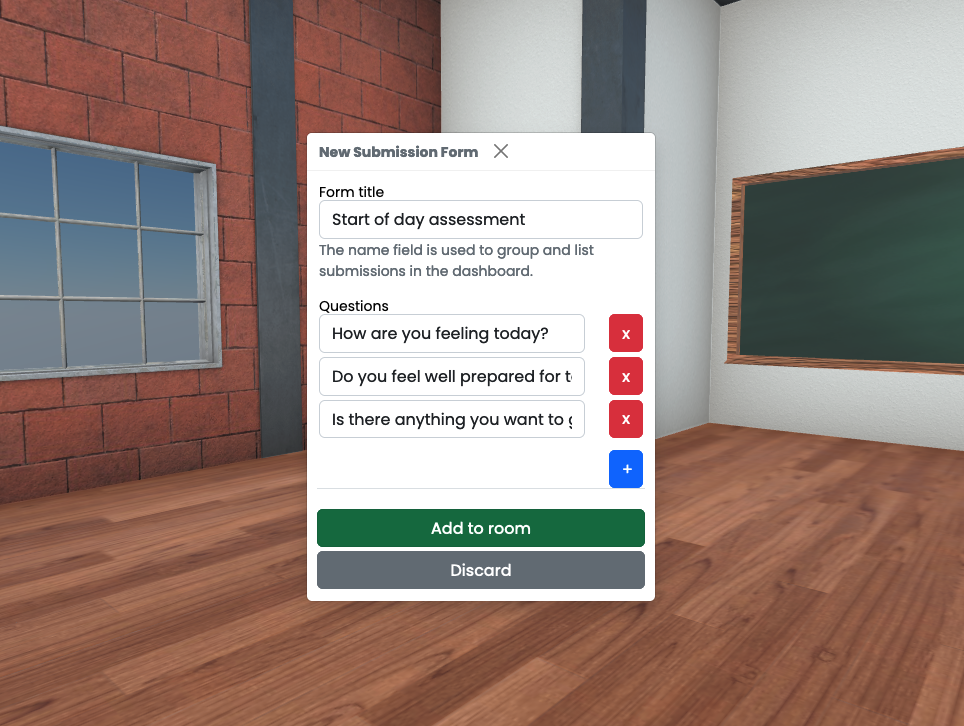 New Submission Form
Form title
Start of day assessment
The name field is used to group and list
submissions in the dashboard.
Questions
How are you feeling today?
x
Do you feel well prepared for
x
Is there anything you want to
x
+
Add to room
Discard